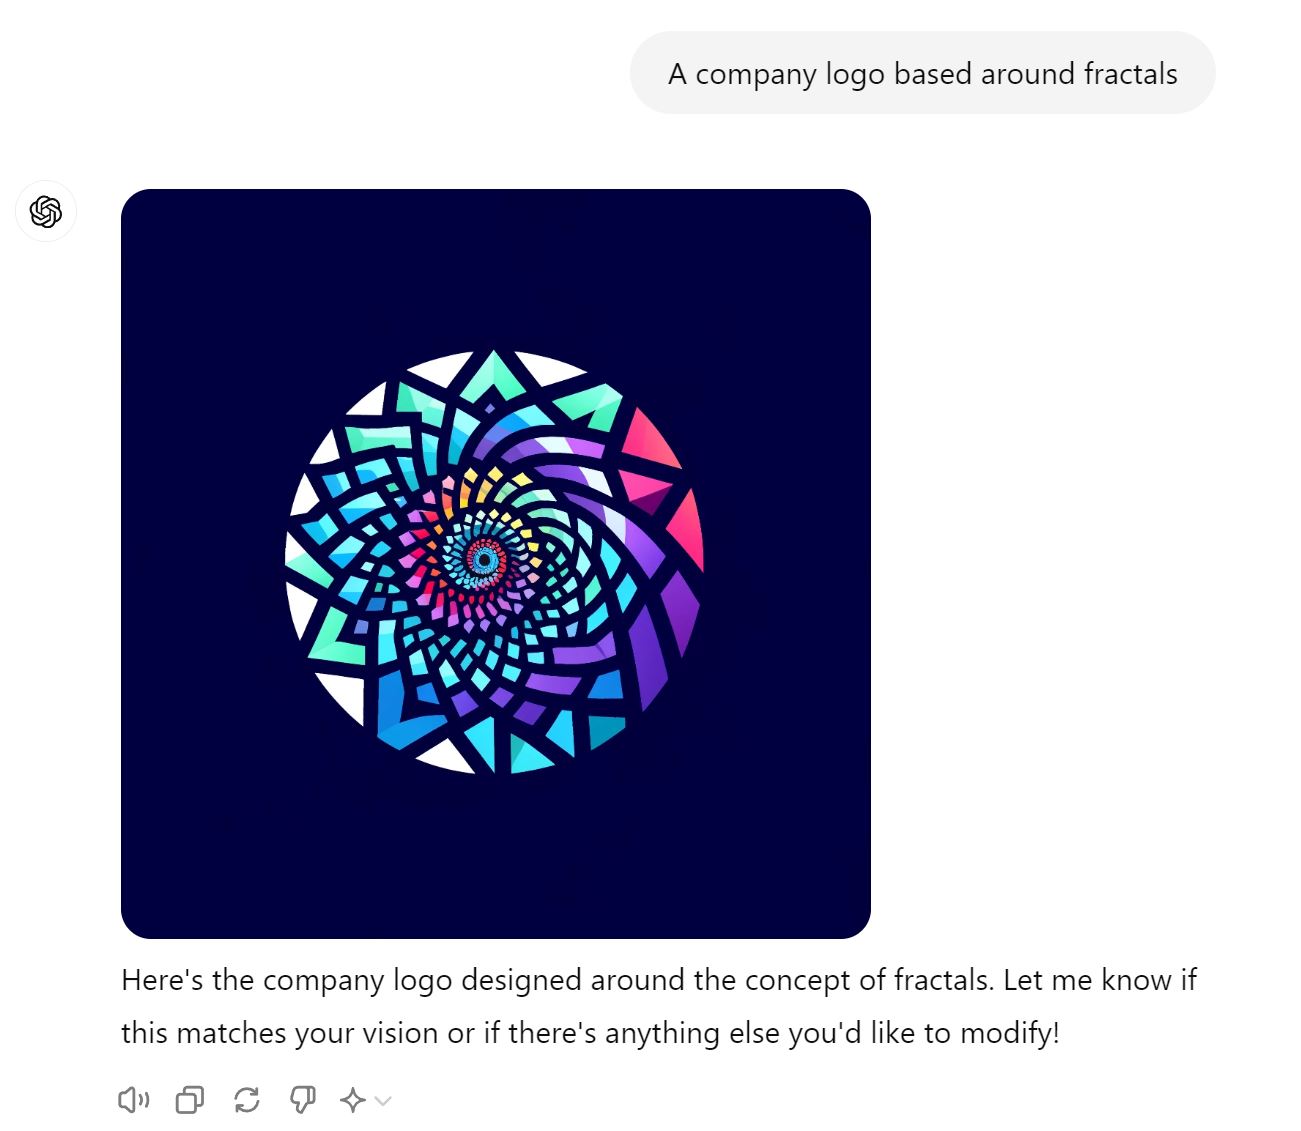 A company logo based around fractals
Here's the company logo designed around the concept of fractals. Let me know if
this matches your vision or if there's anything else you'd like to modify!